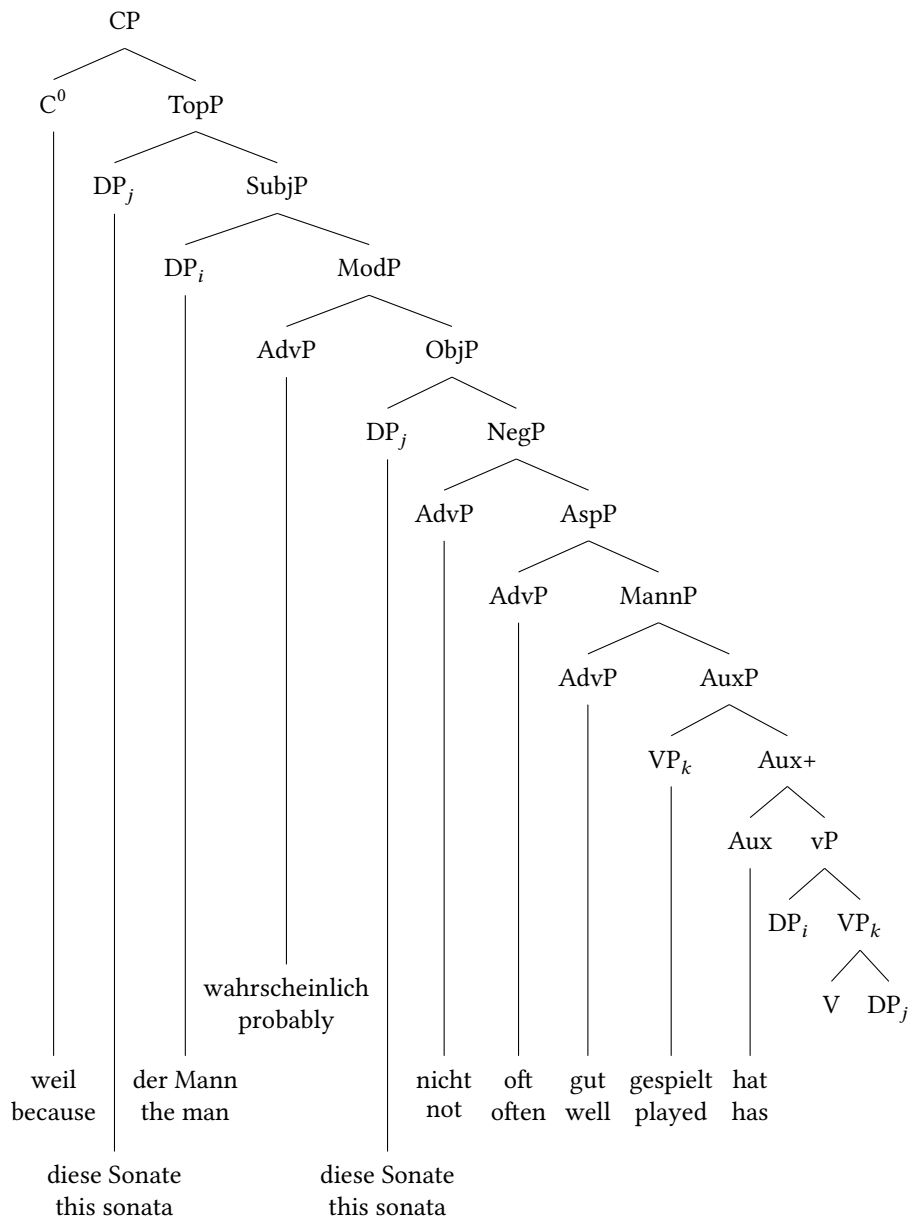 CP
C⁰ TopP
DPⱼ SubjP
DPᵢ ModP
AdvP ObjP
DPⱼ NegP
AdvP AspP
AdvP MannP
AdvP AuxP
VPₖ Aux+
Aux vP
DPᵢ VPₖ
V DPⱼ
wahrscheinlich
probably
weil der Mann nicht oft gut gespielt hat
because the man not often well played has
diese Sonate diese Sonate
this sonata this sonata